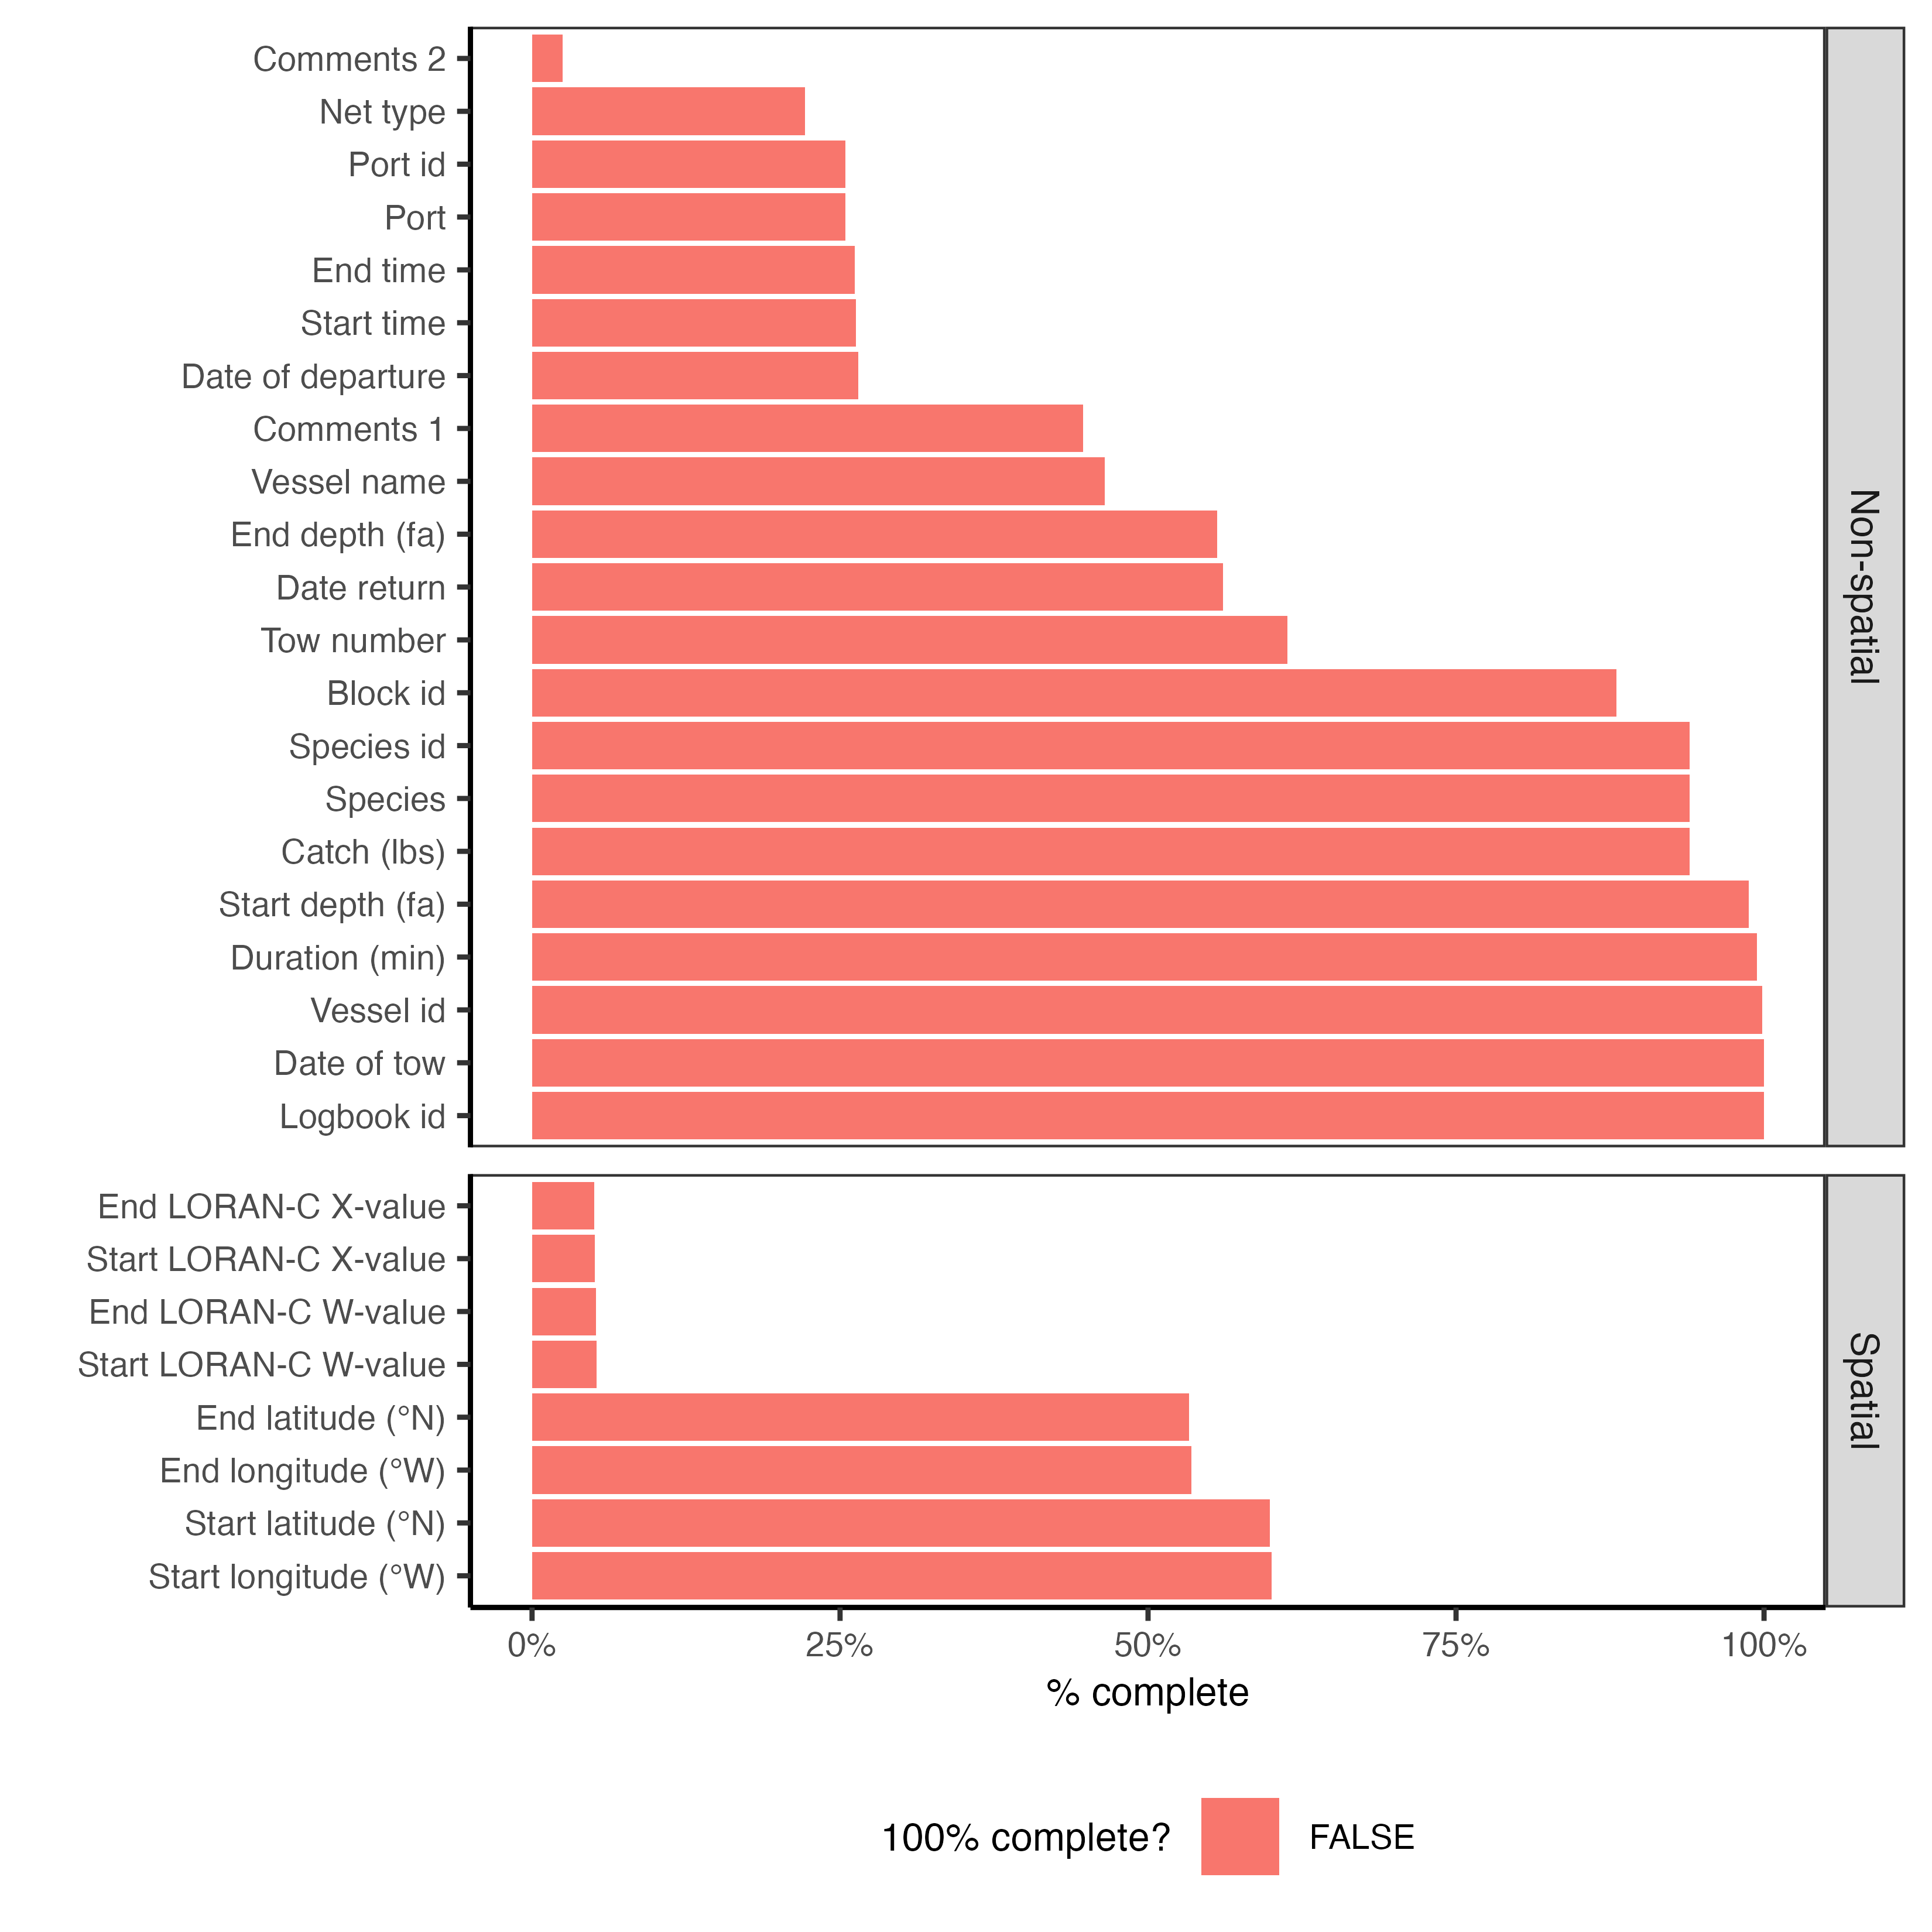 Comments 2
Net type
Port id
Port
End time
Start time
Date of departure
Comments 1
Vessel name
End depth (fa)
Date return
Tow number
Block id
Species id
Species
Catch (lbs)
Start depth (fa)
Duration (min)
Vessel id
Date of tow
Logbook id
Non-spatial
End LORAN-C X-value
Start LORAN-C X-value
End LORAN-C W-value
Start LORAN-C W-value
End latitude (°N)
End longitude (°W)
Start latitude (°N)
Start longitude (°W)
Spatial
0% 25% 50% 75% 100%
% complete
100% complete? FALSE